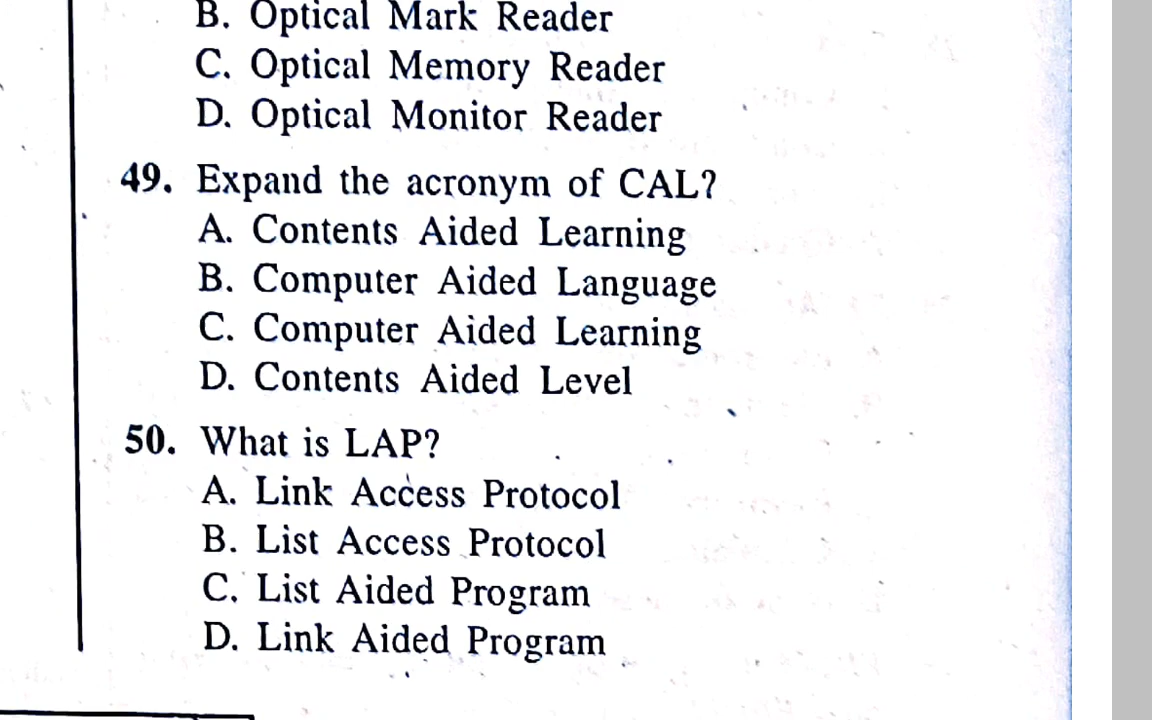 B. Optical Mark Reader
C. Optical Memory Reader
D. Optical Monitor Reader
49. Expand the acronym of CAL?
A. Contents Aided Learning
B. Computer Aided Language
C. Computer Aided Learning
D. Contents Aided Level
50. What is LAP?
A. Link Access Protocol
B. List Access Protocol
C. List Aided Program
D. Link Aided Program